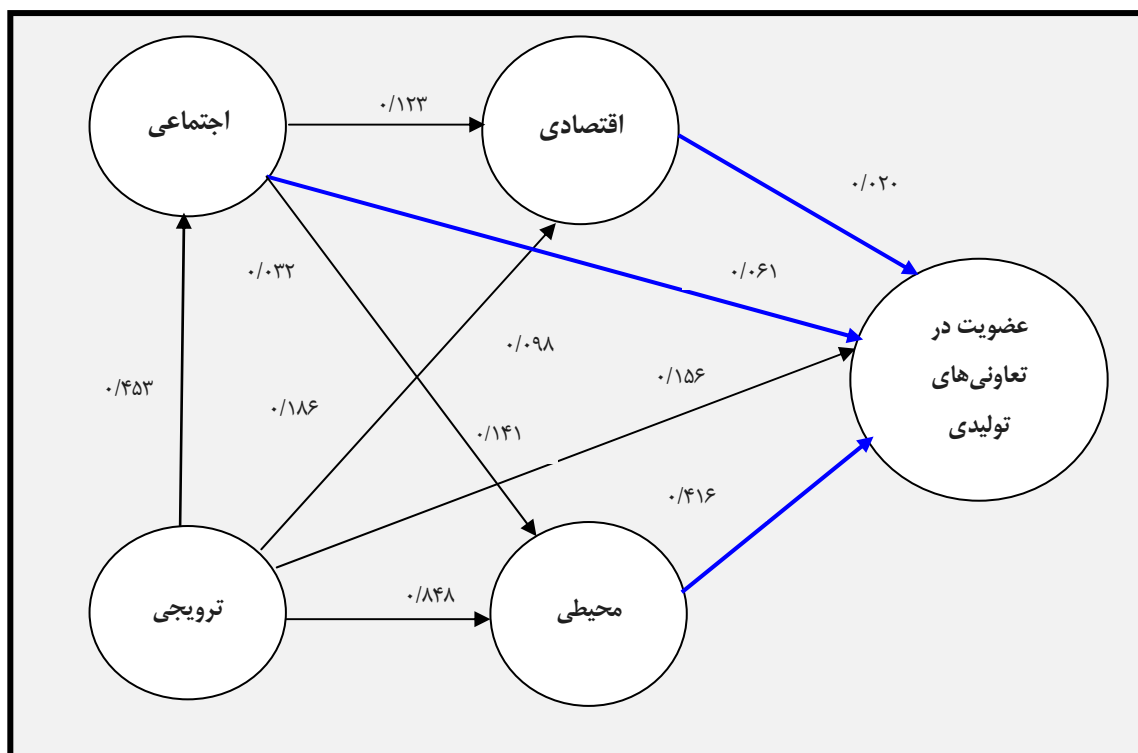 اجتماعی
۰/۱۲۳
اقتصادی
۰/۰۲۰
۰/۰۳۲
۰/۰۶۱
۰/۰۹۸
عضویت در
تعاونی‌های
تولیدی
۰/۴۵۳
۰/۱۸۶
۰/۱۵۶
۰/۱۴۱
۰/۴۱۶
ترویجی
۰/۸۴۸
محیطی